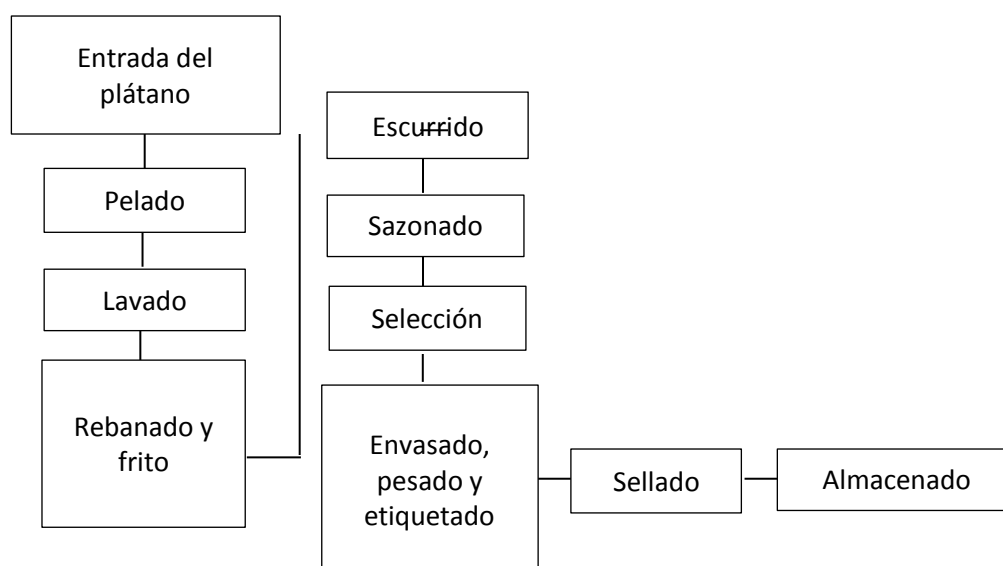 Entrada del
plátano
Pelado
Lavado
Rebanado y
frito
Escurrido
Sazonado
Selección
Envasado,
pesado y
etiquetado
Sellado
Almacenado